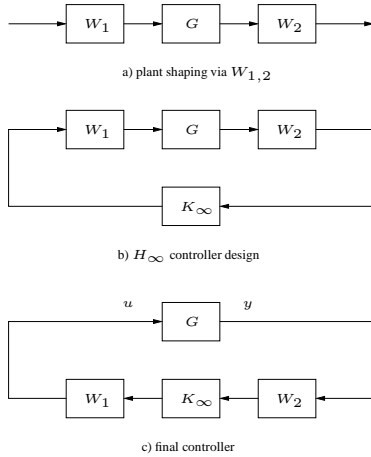 W₁ G W₂
a) plant shaping via W₁,₂
W₁ G W₂
K∞
b) H∞ controller design
u y
G
W₁ K∞ W₂
c) final controller